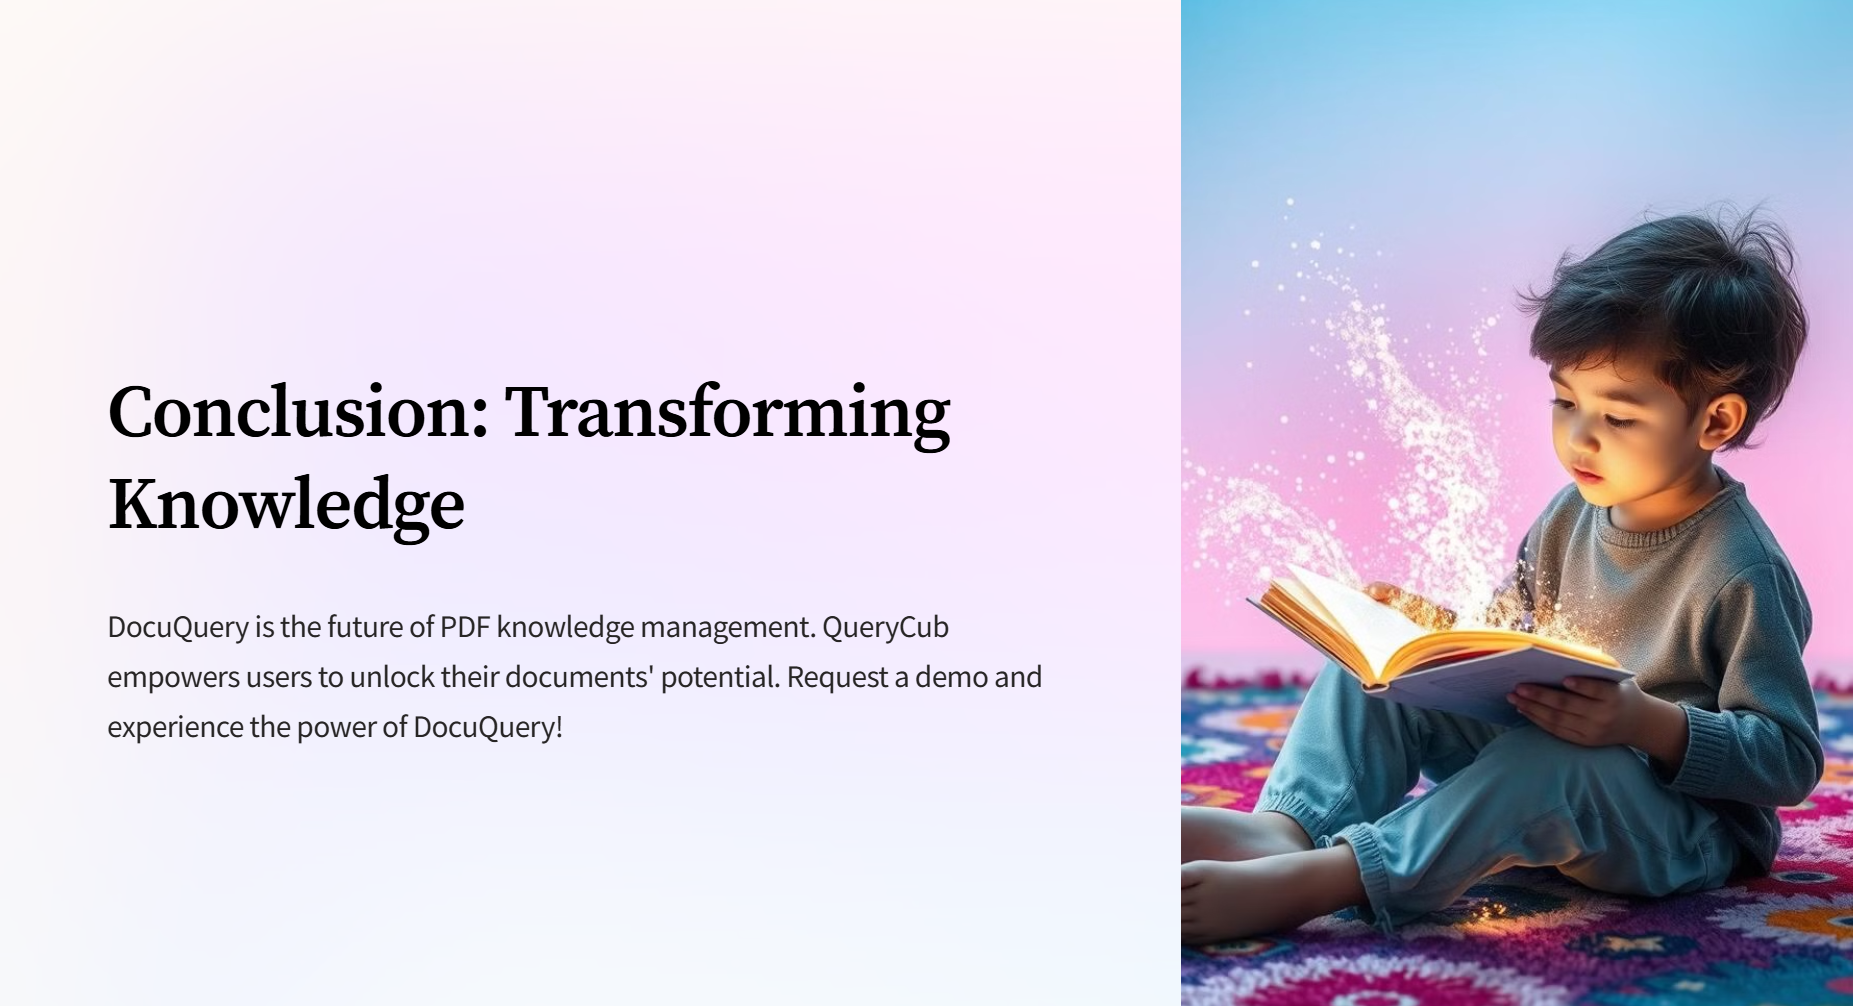 Conclusion: Transforming
Knowledge
DocuQuery is the future of PDF knowledge management. QueryCub
empowers users to unlock their documents' potential. Request a demo and
experience the power of DocuQuery!